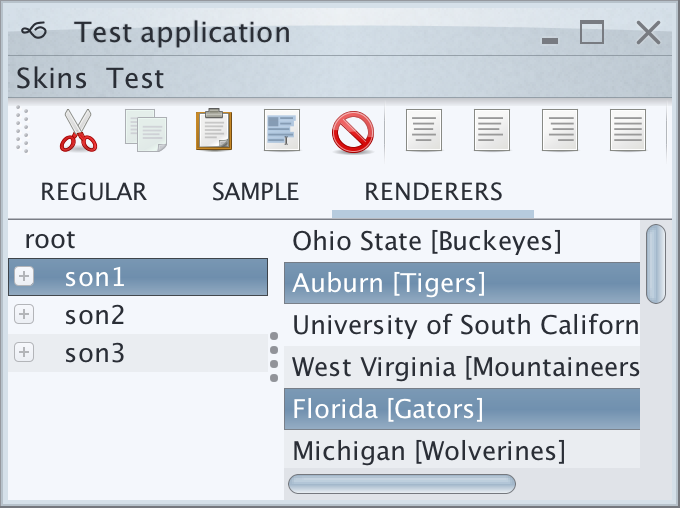 Test application
Skins Test
REGULAR SAMPLE RENDERERS
root
son1
son2
son3
Ohio State [Buckeyes]
Auburn [Tigers]
University of South Californ
West Virginia [Mountaineers
Florida [Gators]
Michigan [Wolverines]